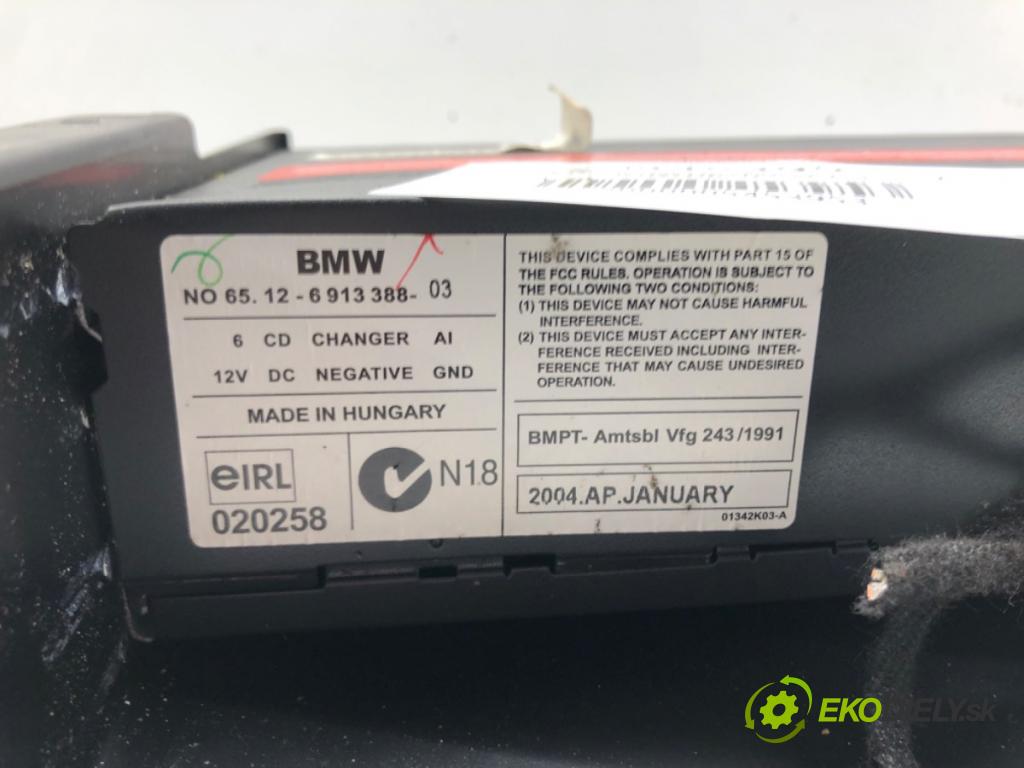 BMW
NO 65. 12 - 6 913 388- 03
6 CD CHANGER AI
12V DC NEGATIVE GND
MADE IN HUNGARY
eIRL
020258
N18
THIS DEVICE COMPLIES WITH PART 15 OF
THE FCC RULES. OPERATION IS SUBJECT TO
THE FOLLOWING TWO CONDITIONS:
(1) THIS DEVICE MAY NOT CAUSE HARMFUL
INTERFERENCE.
(2) THIS DEVICE MUST ACCEPT ANY INTER-
FERENCE RECEIVED INCLUDING INTER-
FERENCE THAT MAY CAUSE UNDESIRED
OPERATION.
BMPT- Amtsbl Vfg 243/1991
2004.AP.JANUARY
01342K03-A
EKODIELY.sk